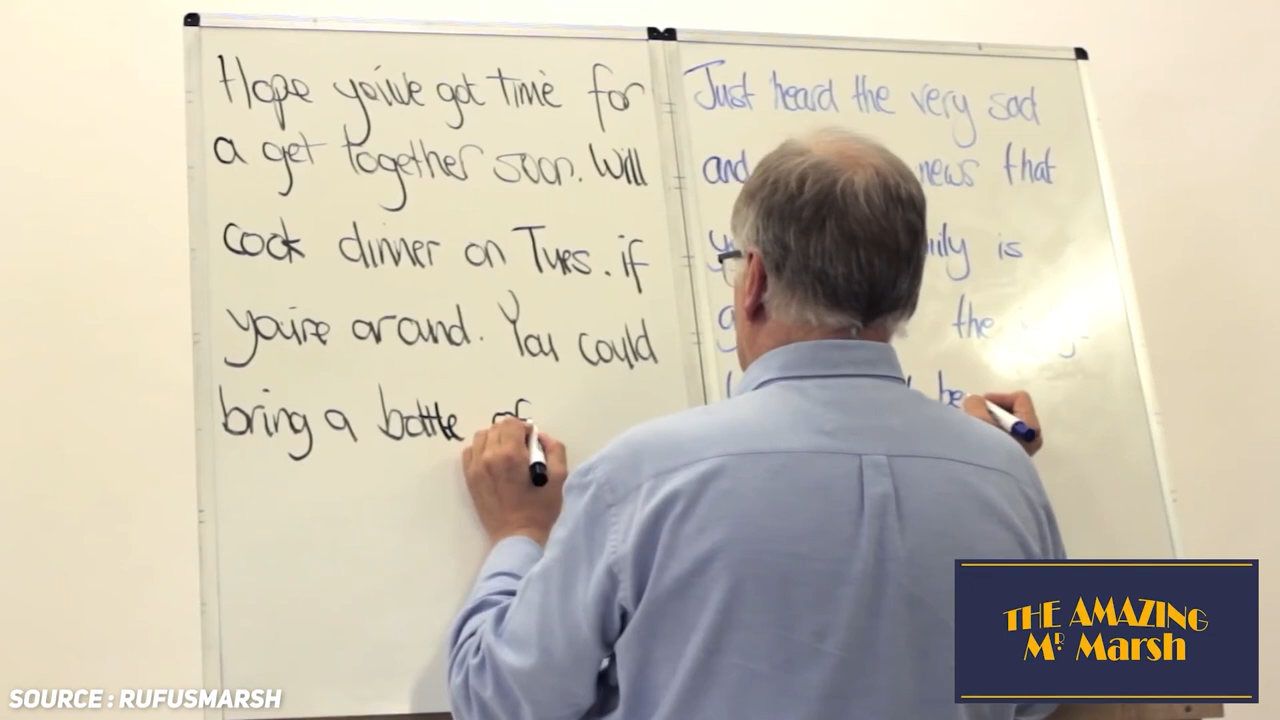 Hope you've got time for
a get together soon. Will
cook dinner on Tues. if
you're around. You could
bring a bottle of
Just heard the very sad
and news that
is
the
be
THE AMAZING
MR Marsh
SOURCE : RUFUSMARSH